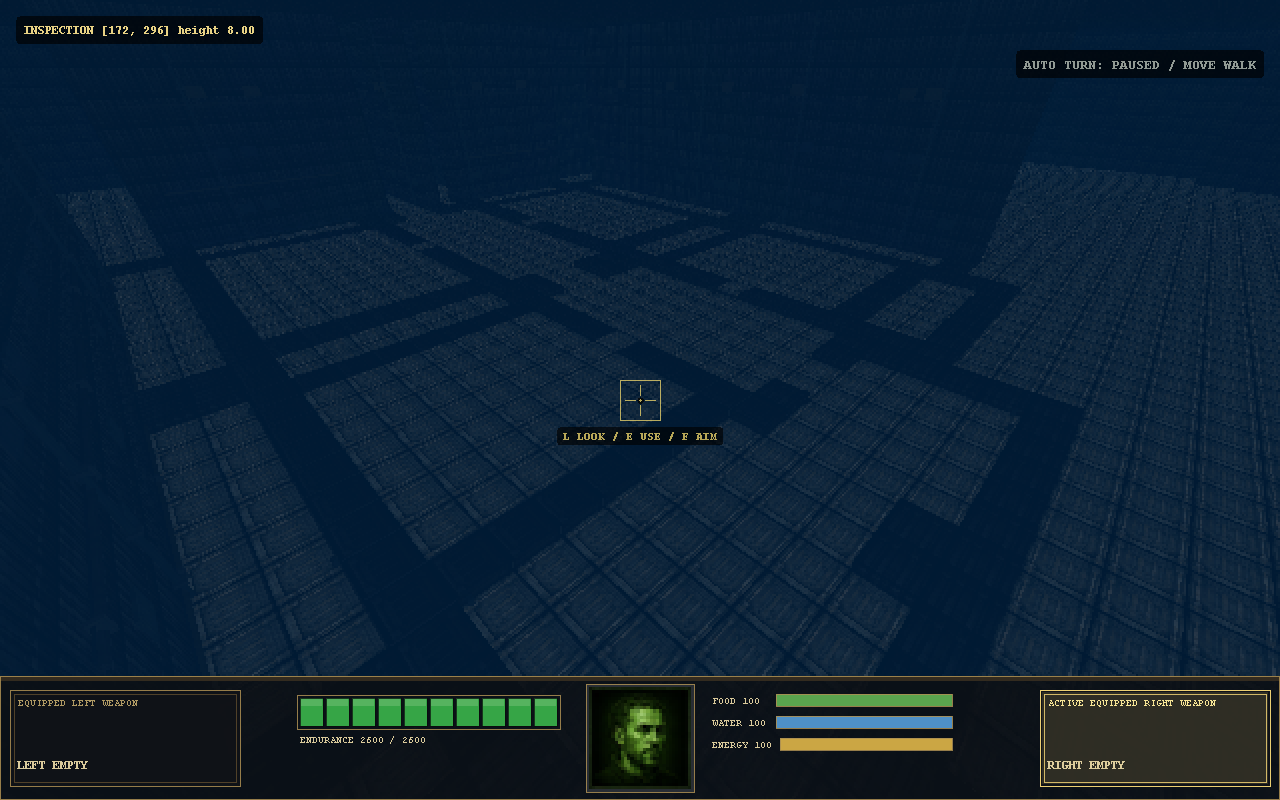 INSPECTION [172, 296] height 8.00
AUTO TURN: PAUSED / MOVE WALK
L LOOK / E USE / F AIM
EQUIPPED LEFT WEAPON
LEFT EMPTY
ENDURANCE 2600 / 2600
FOOD 100
WATER 100
ENERGY 100
ACTIVE EQUIPPED RIGHT WEAPON
RIGHT EMPTY